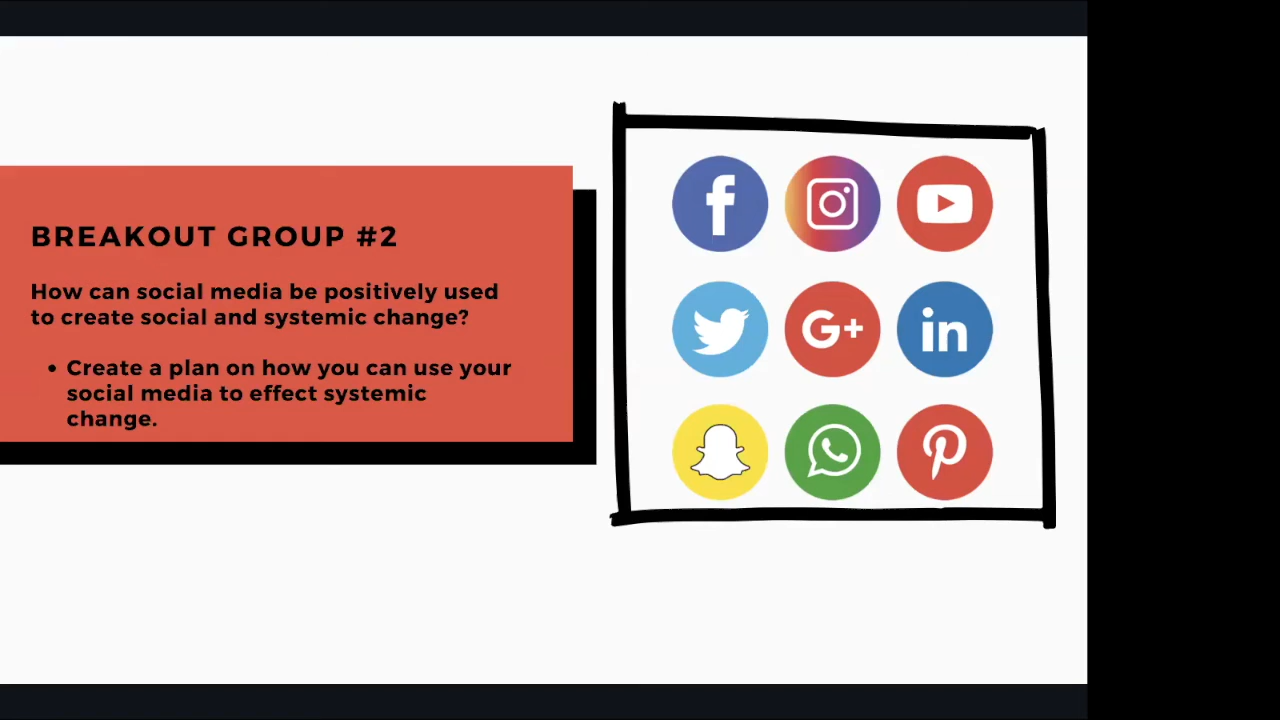 BREAKOUT GROUP #2
How can social media be positively used
to create social and systemic change?
• Create a plan on how you can use your
social media to effect systemic
change.
f
G+
in